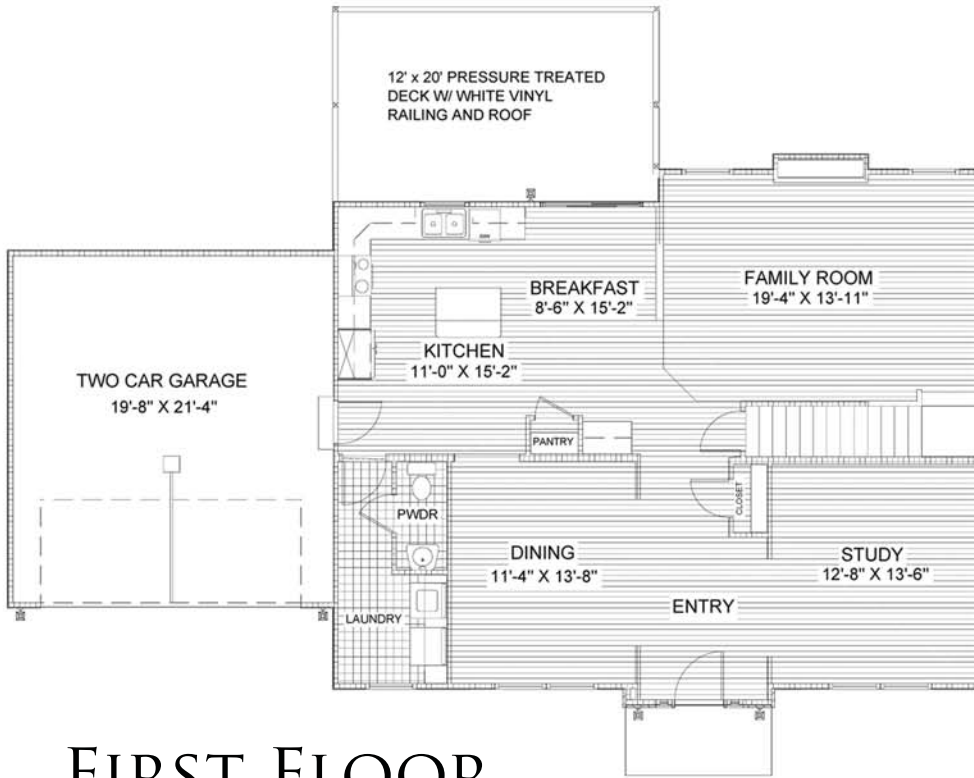 12' x 20' PRESSURE TREATED
DECK W/ WHITE VINYL
RAILING AND ROOF
BREAKFAST
8'-6" X 15'-2"
FAMILY ROOM
19'-4" X 13'-11"
KITCHEN
11'-0" X 15'-2"
TWO CAR GARAGE
19'-8" X 21'-4"
PANTRY
CLOSET
PWDR
DINING
11'-4" X 13'-8"
STUDY
12'-8" X 13'-6"
ENTRY
LAUNDRY
FIRST FLOOR